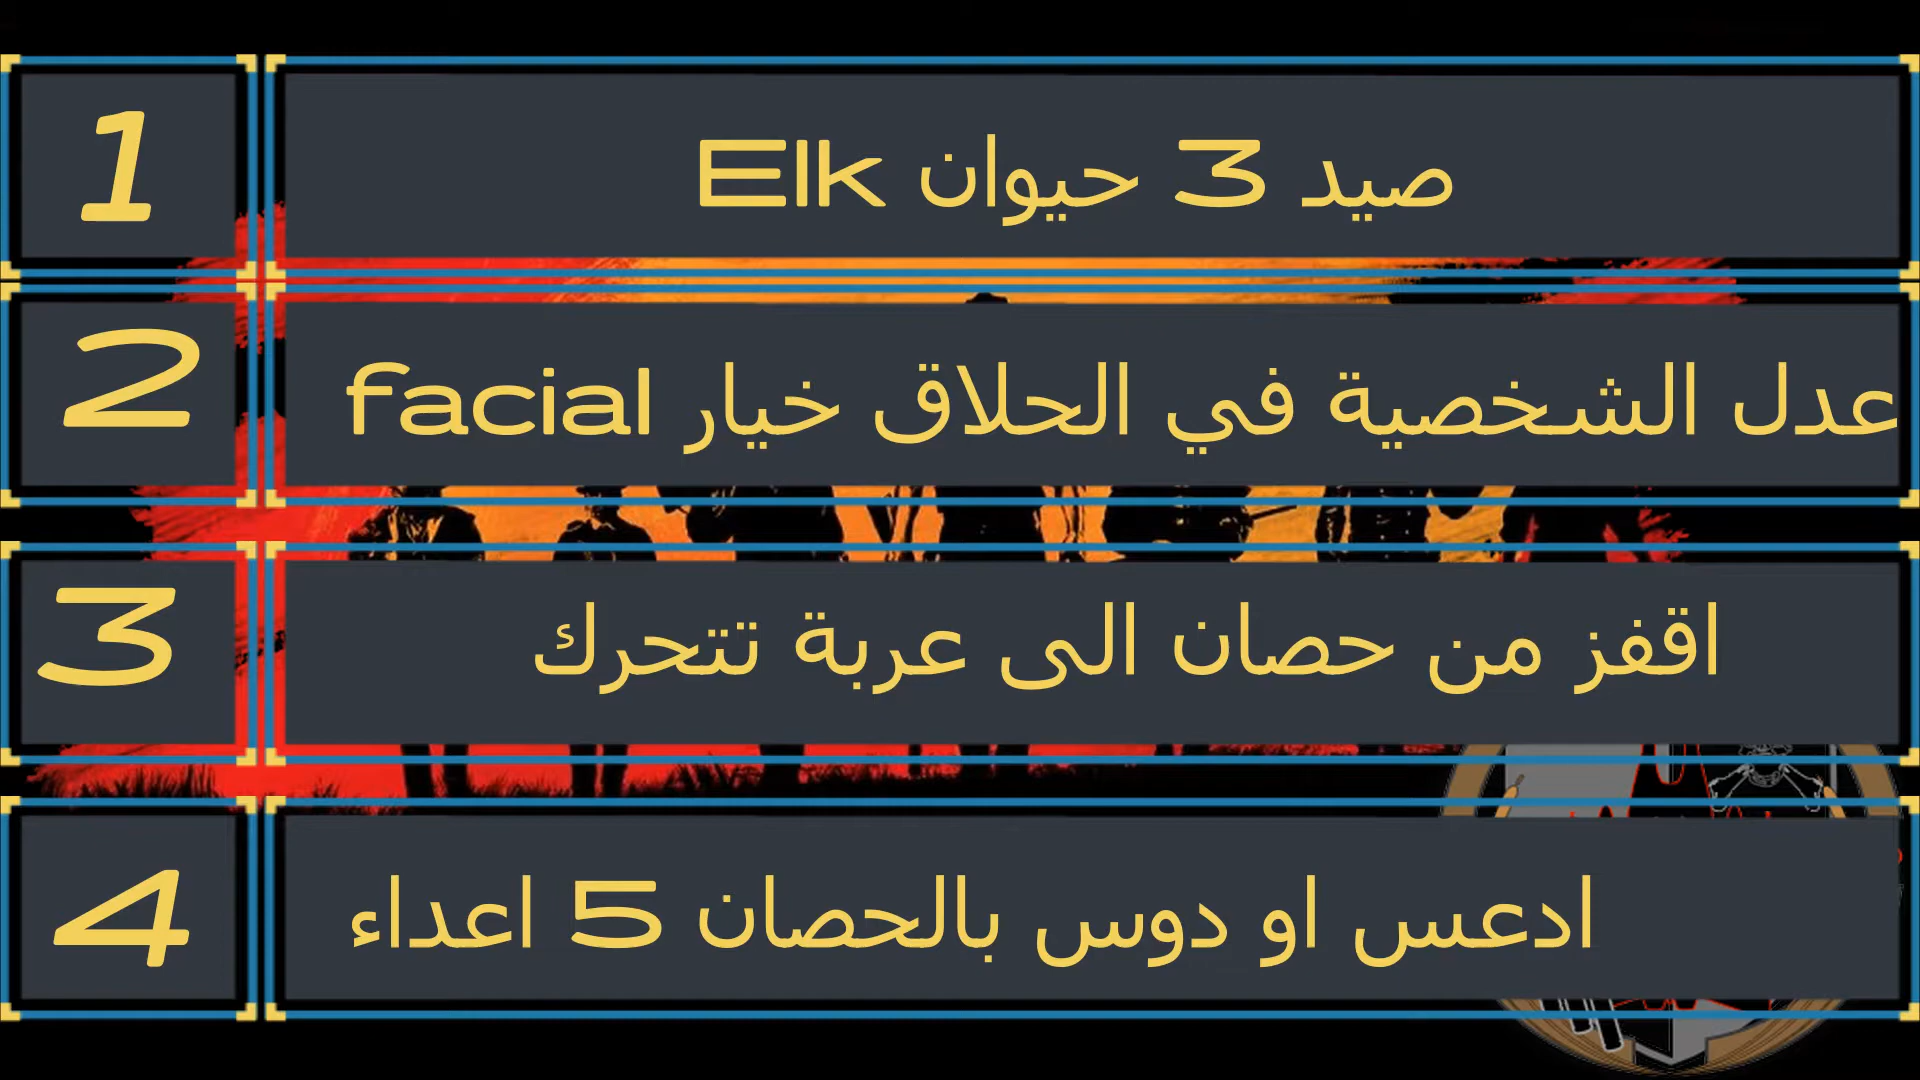 1
صيد 3 حيوان Elk
2
عدل الشخصية في الحلاق خيار facial
3
اقفز من حصان الى عربة تتحرك
4
ادعس او دوس بالحصان 5 اعداء